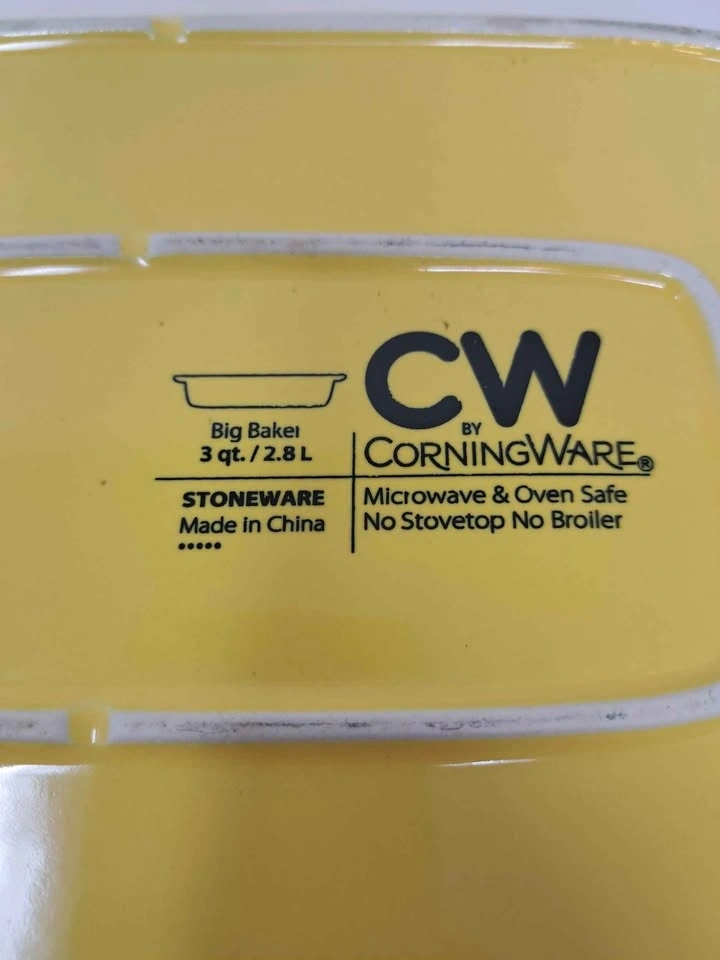 CW
BY
CORNINGWARE®
Big Baker
3 qt. / 2.8 L
STONEWARE
Made in China
•••••
Microwave & Oven Safe
No Stovetop No Broiler